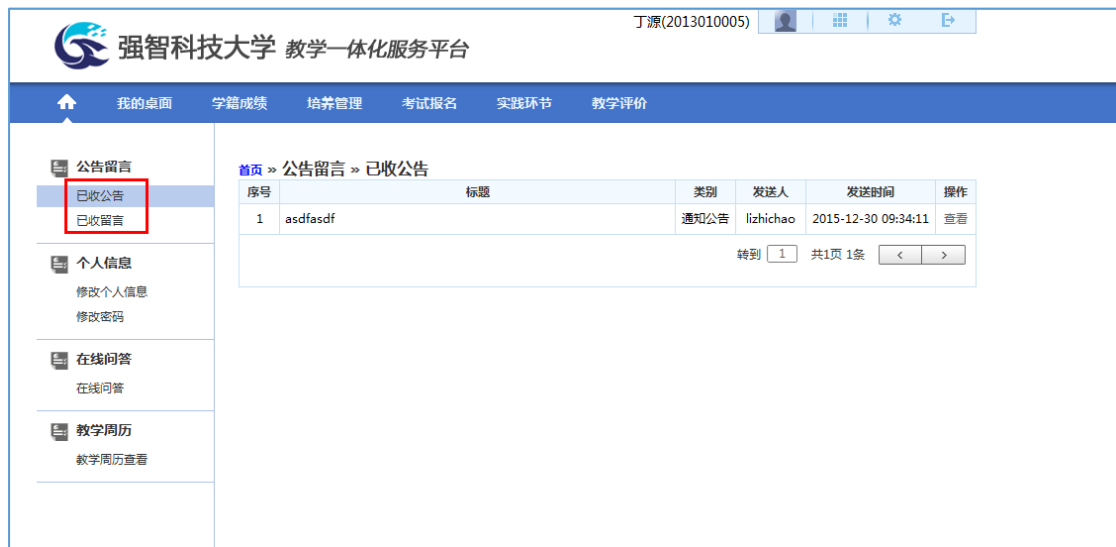 丁源(2013010005)
强智科技大学 教学一体化服务平台
我的桌面 学籍成绩 培养管理 考试报名 实践环节 教学评价
公告留言
已收公告
已收留言
个人信息
修改个人信息
修改密码
在线问答
在线问答
教学周历
教学周历查看
首页 » 公告留言 » 已收公告
序号 标题 类别 发送人 发送时间 操作
1 asdfasdf 通知公告 lizhichao 2015-12-30 09:34:11 查看
转到 1 共1页 1条 < >